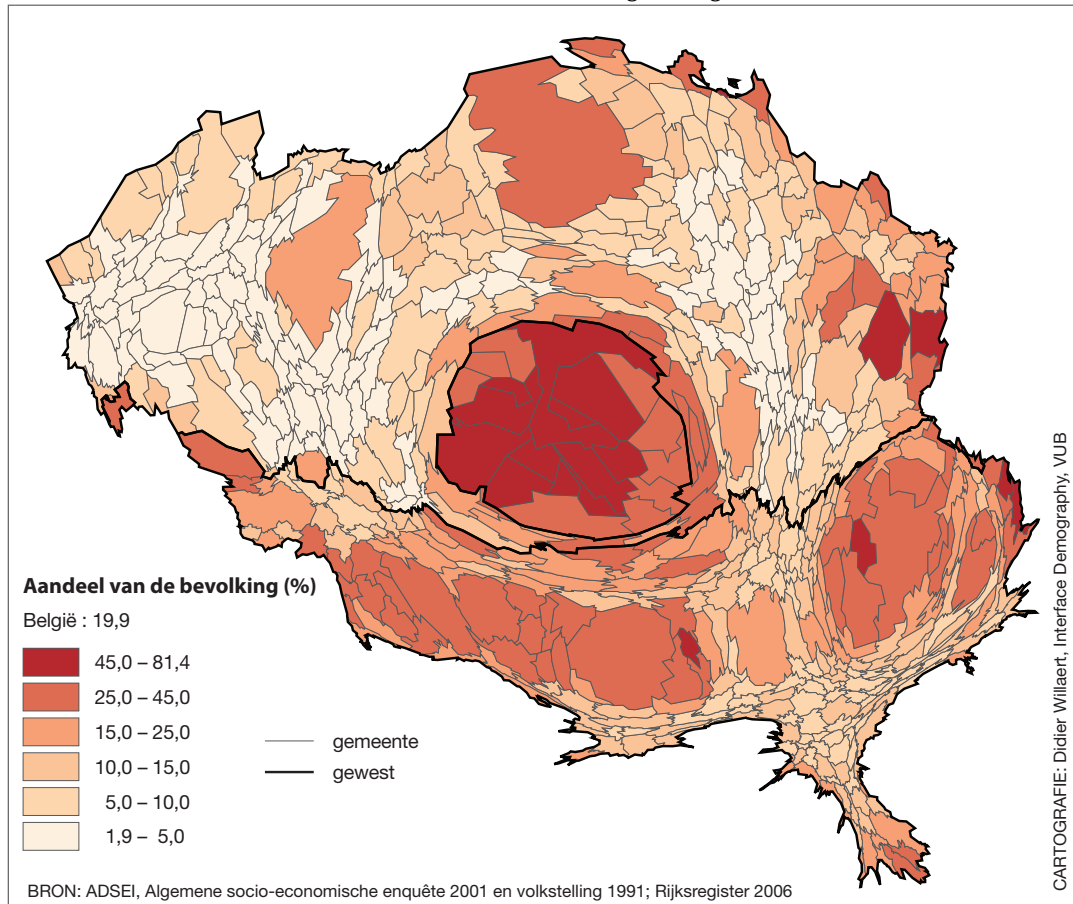 Aandeel van de bevolking (%)
België : 19,9
45,0 – 81,4
25,0 – 45,0
15,0 – 25,0
10,0 – 15,0
5,0 – 10,0
1,9 – 5,0
gemeente
gewest
BRON: ADSEI, Algemene socio-economische enquête 2001 en volkstelling 1991; Rijksregister 2006
CARTOGRAFIE: Didier Willaert, Interface Demography, VUB